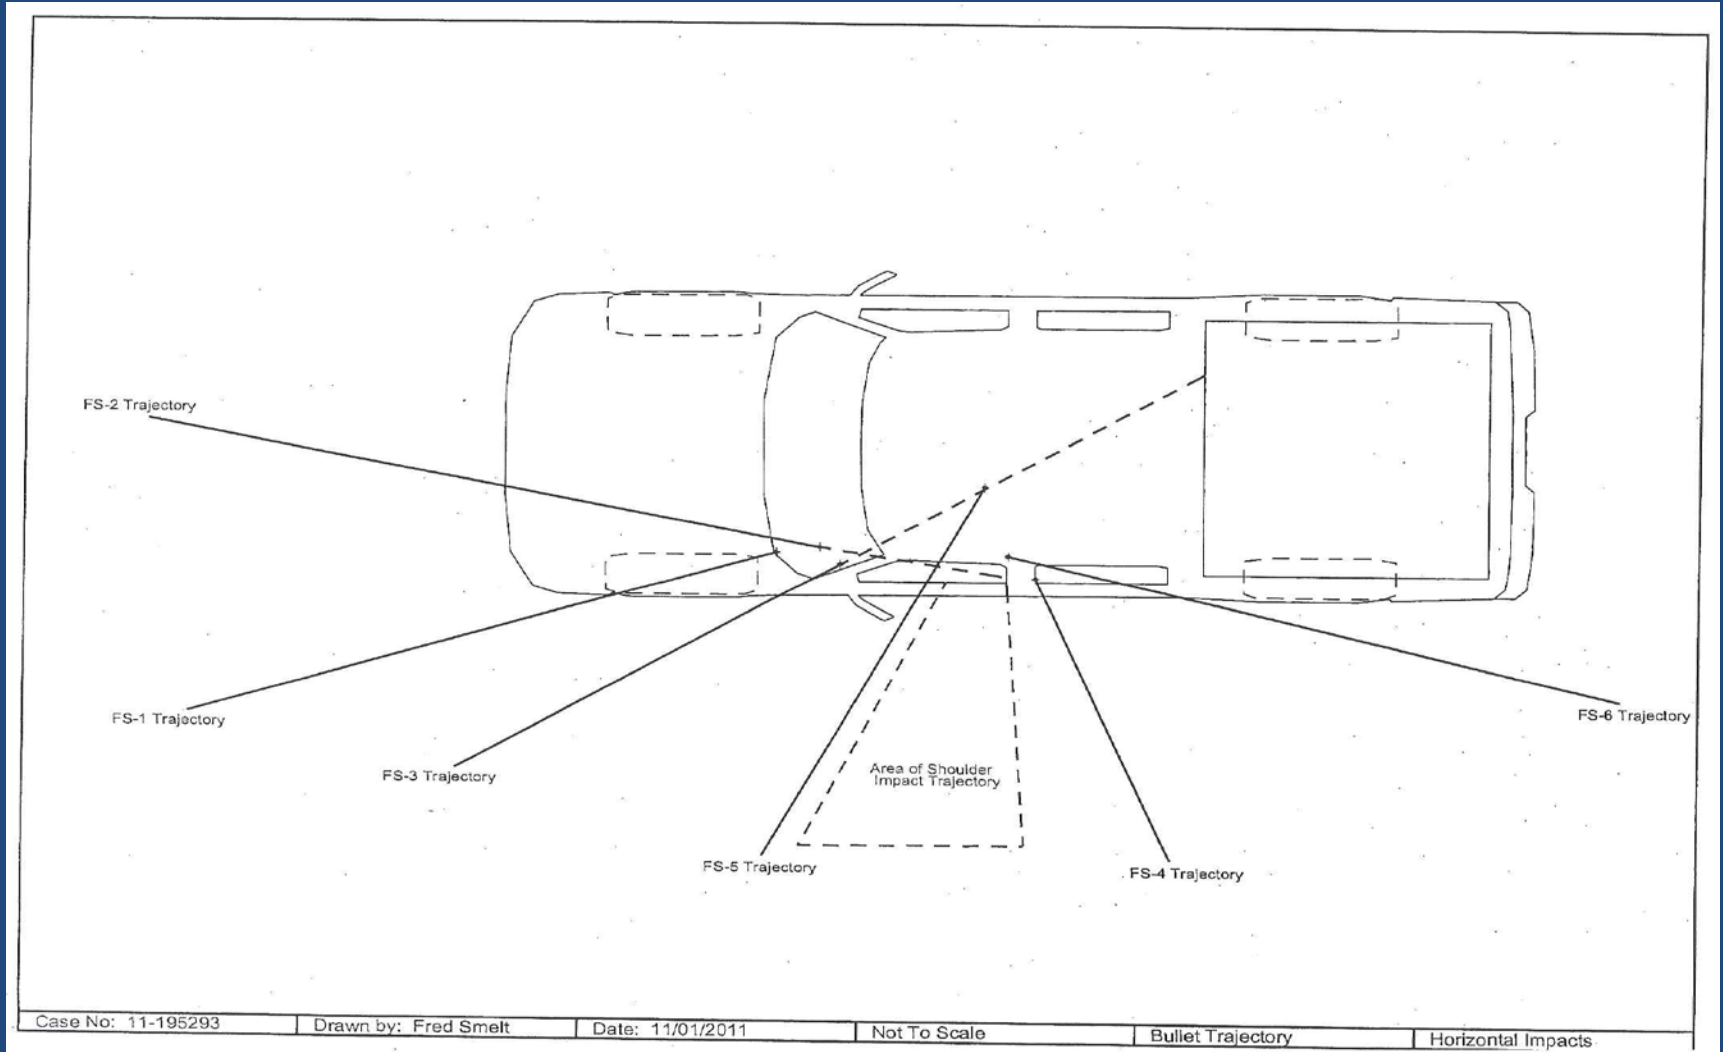 FS-2 Trajectory
FS-1 Trajectory
FS-6 Trajectory
FS-3 Trajectory
Area of Shoulder
Impact Trajectory
FS-5 Trajectory
FS-4 Trajectory
Case No: 11-195293
Drawn by: Fred Smelt
Date: 11/01/2011
Not To Scale
Bullet Trajectory
Horizontal Impacts